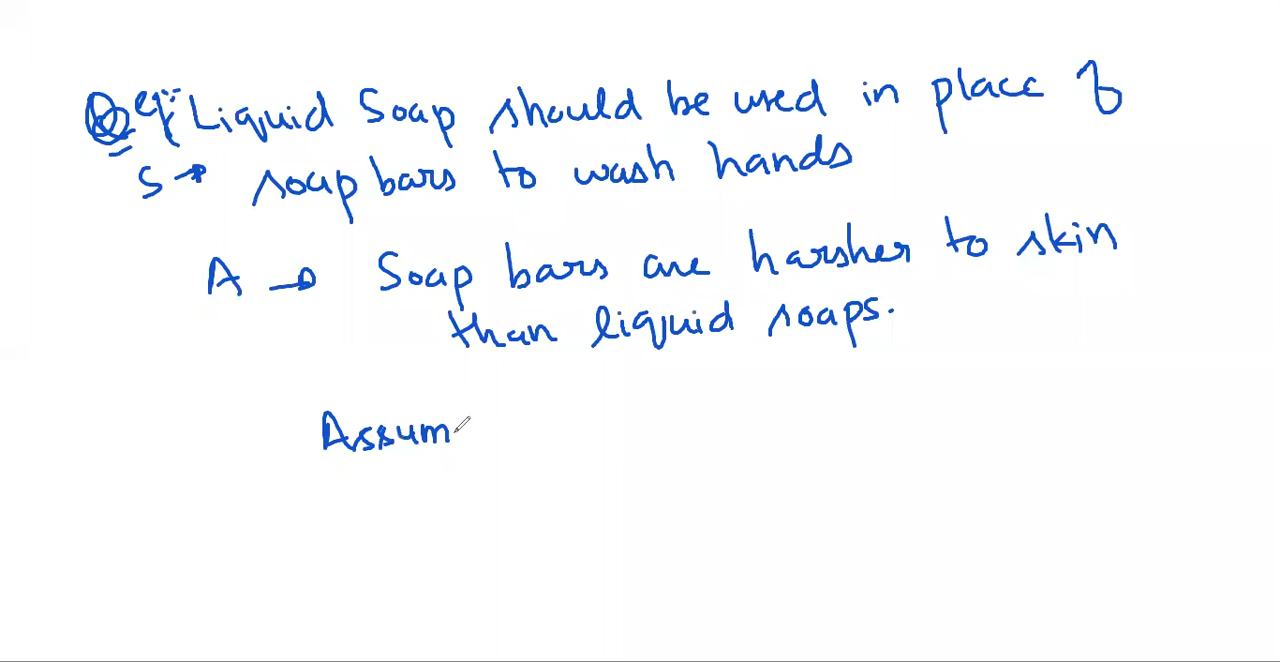 eg: Liquid Soap should be used in place of
S → soap bars to wash hands
A → Soap bars are harsher to skin
than liquid soaps.
Assum